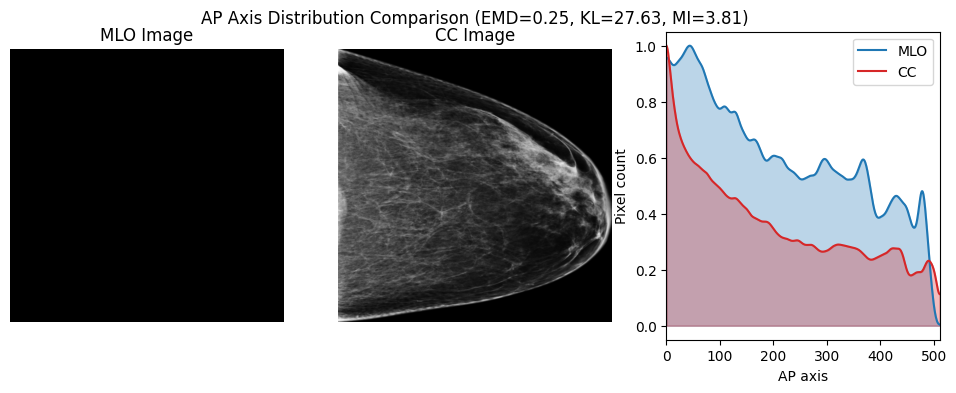 AP Axis Distribution Comparison (EMD=0.25, KL=27.63, MI=3.81)
MLO Image
CC Image
MLO
CC
Pixel count
1.0
0.8
0.6
0.4
0.2
0.0
0 100 200 300 400 500
AP axis